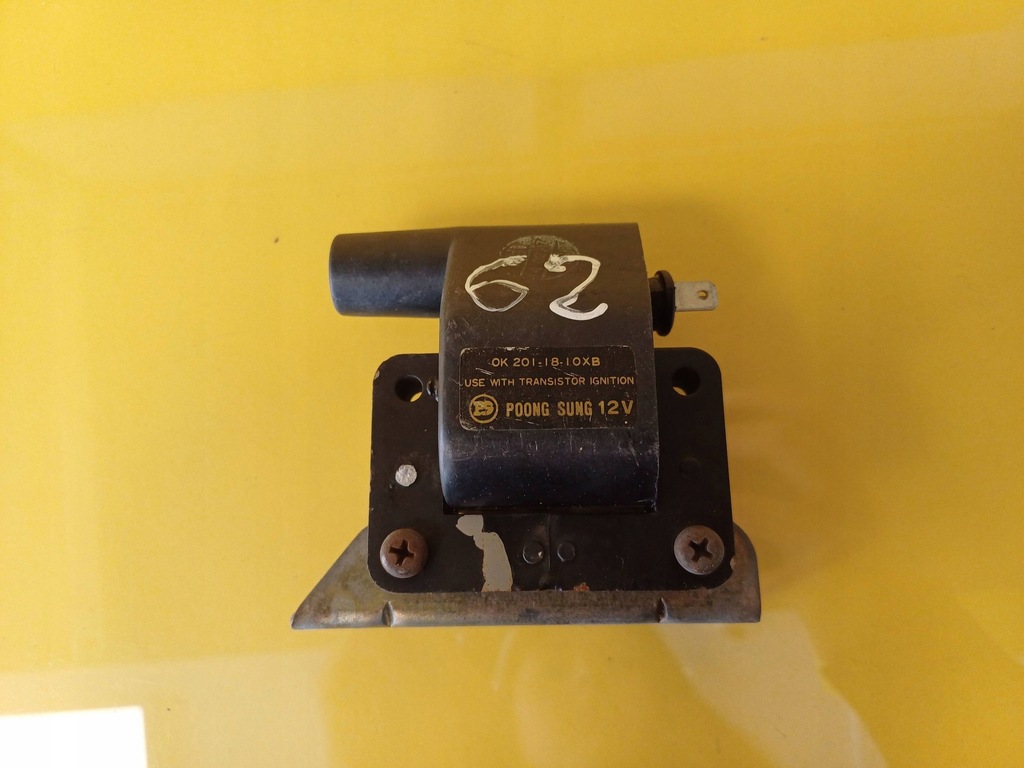 62
OK 201-18-10XB
USE WITH TRANSISTOR IGNITION
PS POONG SUNG 12V